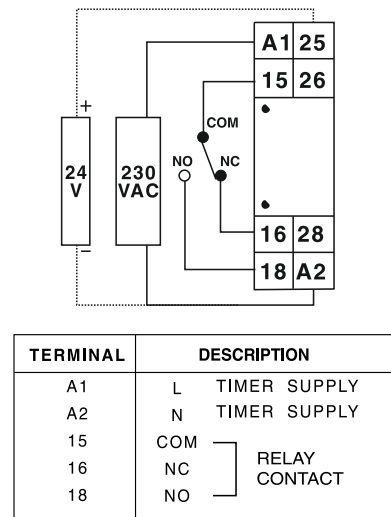 A1 25
15 26
+
COM
24 V
230 VAC
NO
NC
16 28
–
18 A2
TERMINAL DESCRIPTION
A1 L TIMER SUPPLY
A2 N TIMER SUPPLY
15 COM
16 NC
18 NO
RELAY
CONTACT